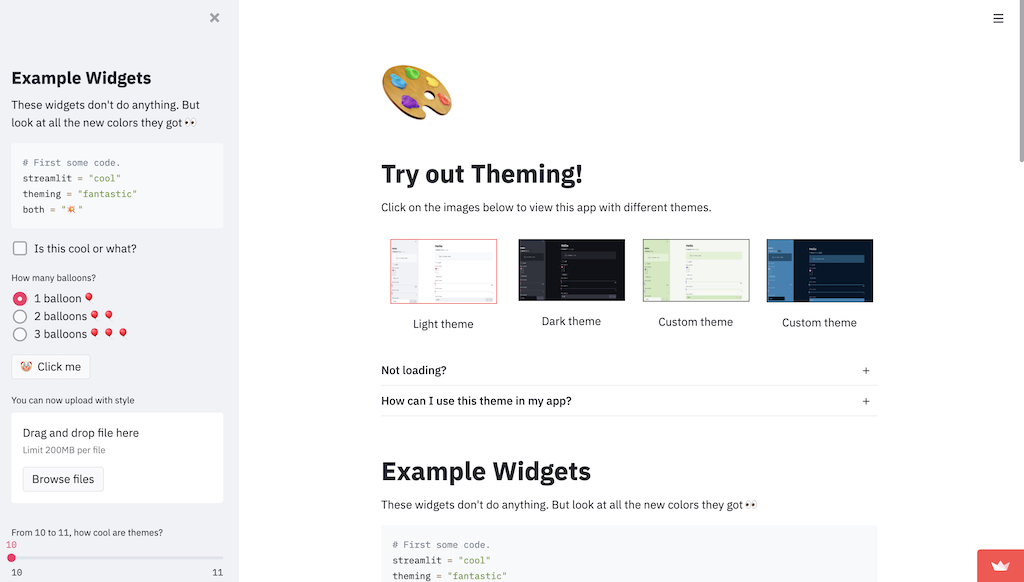 Example Widgets
These widgets don't do anything. But
look at all the new colors they got 👀
# First some code.
streamlit = "cool"
theming = "fantastic"
both = "💥"
Is this cool or what?
How many balloons?
1 balloon 🎈
2 balloons 🎈 🎈
3 balloons 🎈 🎈 🎈
🤡 Click me
You can now upload with style
Drag and drop file here
Limit 200MB per file
Browse files
From 10 to 11, how cool are themes?
10
10 11
Try out Theming!
Click on the images below to view this app with different themes.
Light theme
Dark theme
Custom theme
Custom theme
Not loading?
How can I use this theme in my app?
Example Widgets
These widgets don't do anything. But look at all the new colors they got 👀
# First some code.
streamlit = "cool"
theming = "fantastic"